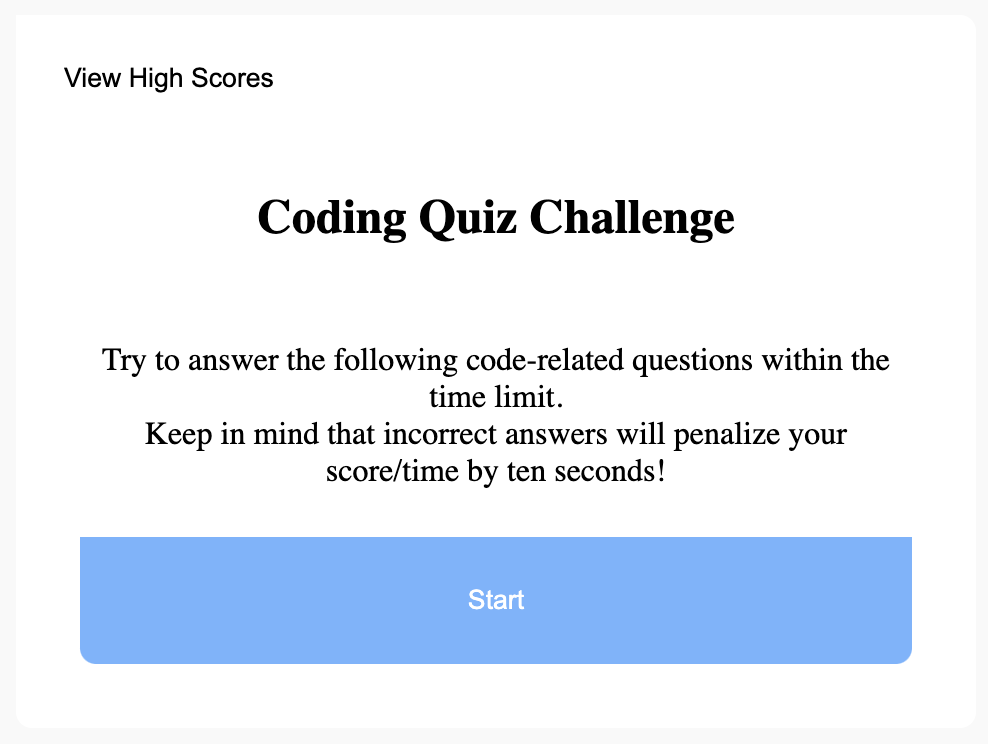 View High Scores
Coding Quiz Challenge
Try to answer the following code-related questions within the
time limit.
Keep in mind that incorrect answers will penalize your
score/time by ten seconds!
Start